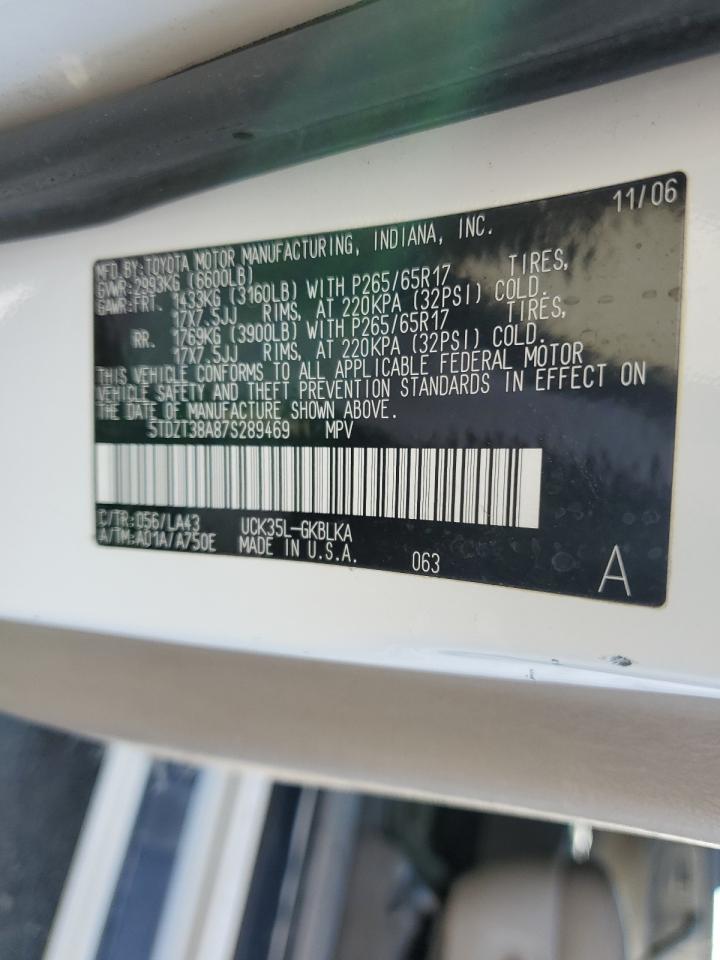 11/06
MFD.BY:TOYOTA MOTOR MANUFACTURING, INDIANA, INC.
GVWR:2993KG (6600LB)
GAWR:FRT. 1433KG (3160LB) WITH P265/65R17 TIRES,
17X7.5JJ RIMS, AT 220KPA (32PSI) COLD.
RR. 1769KG (3900LB) WITH P265/65R17 TIRES,
17X7.5JJ RIMS, AT 220KPA (32PSI) COLD.
THIS VEHICLE CONFORMS TO ALL APPLICABLE FEDERAL MOTOR
VEHICLE SAFETY AND THEFT PREVENTION STANDARDS IN EFFECT ON
THE DATE OF MANUFACTURE SHOWN ABOVE.
5TDZT38A87S289469 MPV
C/TR:056/LA43 UCK35L-GKBLKA
A/TM:A01A/A750E MADE IN U.S.A. 063 A